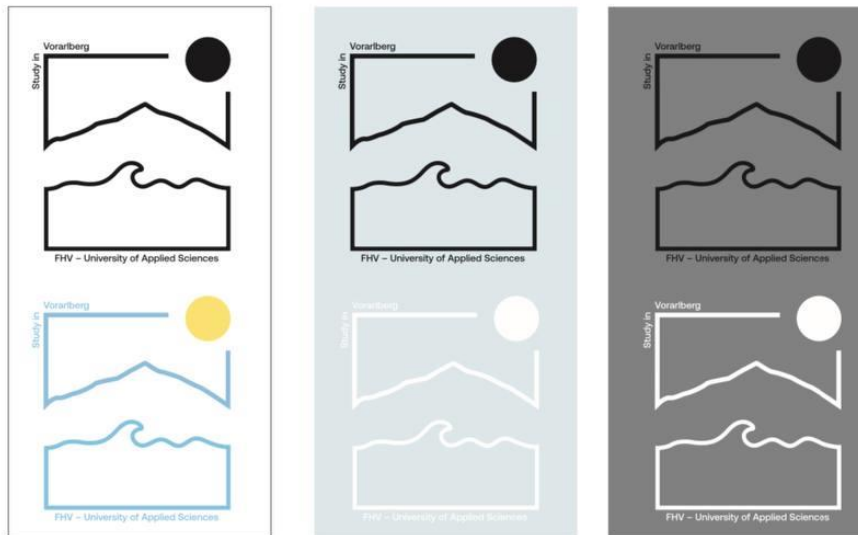 Vorarlberg
Study in
FHV – University of Applied Sciences
Vorarlberg
Study in
FHV – University of Applied Sciences
Vorarlberg
Study in
FHV – University of Applied Sciences
Vorarlberg
Study in
FHV – University of Applied Sciences
Vorarlberg
Study in
FHV – University of Applied Sciences
Vorarlberg
Study in
FHV – University of Applied Sciences